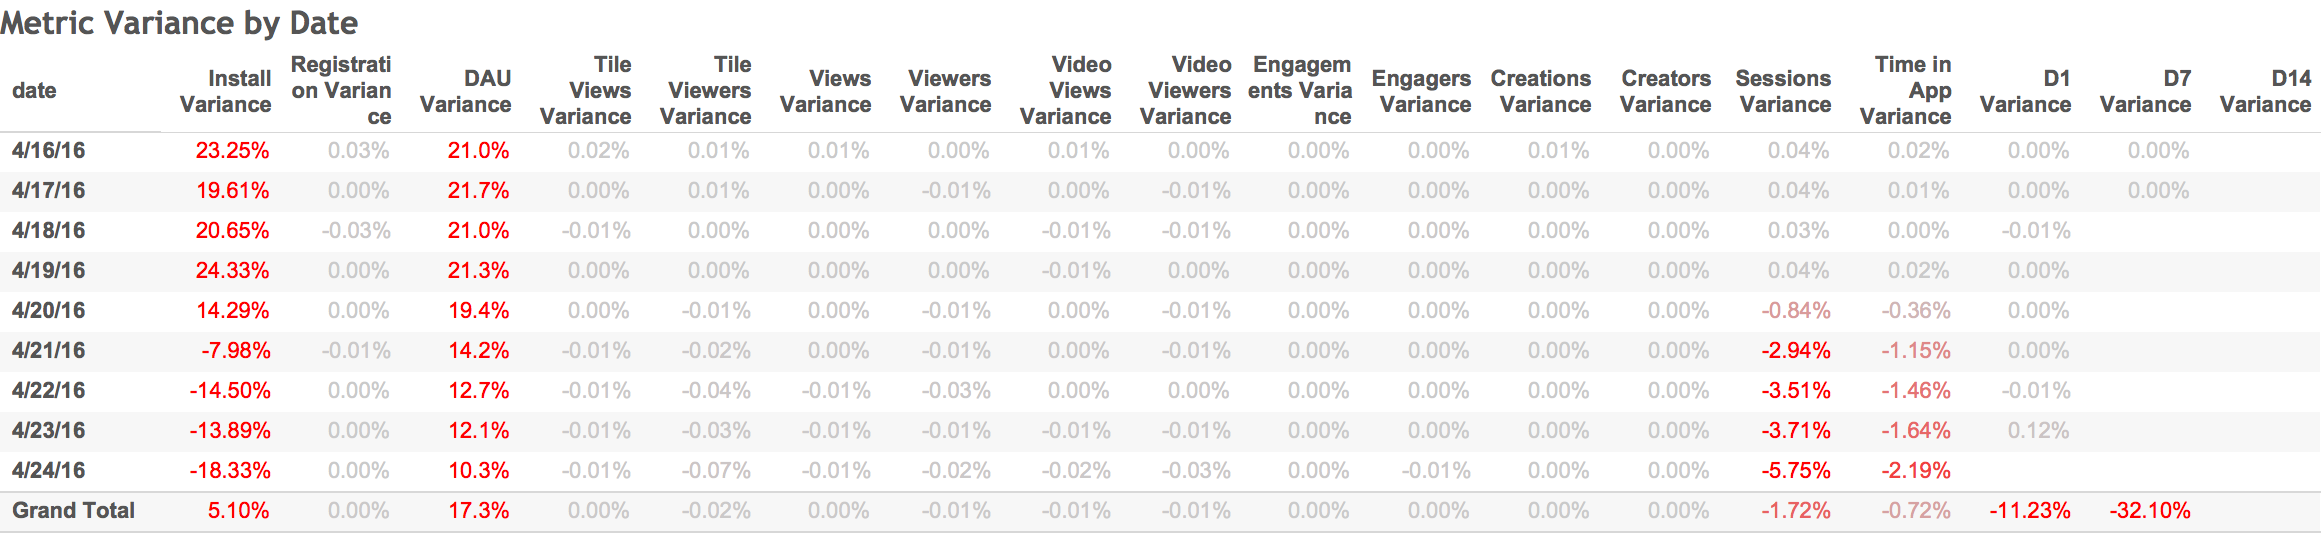 Metric Variance by Date
date Install Variance Registrati on Varian ce DAU Variance Tile Views Variance Tile Viewers Variance Views Variance Viewers Variance Video Views Variance Video Viewers Variance Engagem ents Varia nce Engagers Variance Creations Variance Creators Variance Sessions Variance Time in App Variance D1 Variance D7 Variance D14 Variance
4/16/16 23.25% 0.03% 21.0% 0.02% 0.01% 0.01% 0.00% 0.01% 0.00% 0.00% 0.00% 0.01% 0.00% 0.04% 0.02% 0.00% 0.00%
4/17/16 19.61% 0.00% 21.7% 0.00% 0.01% 0.00% -0.01% 0.00% -0.01% 0.00% 0.00% 0.00% 0.00% 0.04% 0.01% 0.00% 0.00%
4/18/16 20.65% -0.03% 21.0% -0.01% 0.00% 0.00% 0.00% -0.01% -0.01% 0.00% 0.00% 0.00% 0.00% 0.03% 0.00% -0.01%
4/19/16 24.33% 0.00% 21.3% 0.00% 0.00% 0.00% 0.00% -0.01% 0.00% 0.00% 0.00% 0.00% 0.00% 0.04% 0.02% 0.00%
4/20/16 14.29% 0.00% 19.4% 0.00% -0.01% 0.00% -0.01% 0.00% -0.01% 0.00% 0.00% 0.00% 0.00% -0.84% -0.36% 0.00%
4/21/16 -7.98% -0.01% 14.2% -0.01% -0.02% 0.00% -0.01% 0.00% -0.01% 0.00% 0.00% 0.00% 0.00% -2.94% -1.15% 0.00%
4/22/16 -14.50% 0.00% 12.7% -0.01% -0.04% -0.01% -0.03% 0.00% 0.00% 0.00% 0.00% 0.00% 0.00% -3.51% -1.46% -0.01%
4/23/16 -13.89% 0.00% 12.1% -0.01% -0.03% -0.01% -0.01% -0.01% -0.01% 0.00% 0.00% 0.00% 0.00% -3.71% -1.64% 0.12%
4/24/16 -18.33% 0.00% 10.3% -0.01% -0.07% -0.01% -0.02% -0.02% -0.03% 0.00% -0.01% 0.00% 0.00% -5.75% -2.19%
Grand Total 5.10% 0.00% 17.3% 0.00% -0.02% 0.00% -0.01% -0.01% -0.01% 0.00% 0.00% 0.00% 0.00% -1.72% -0.72% -11.23% -32.10%